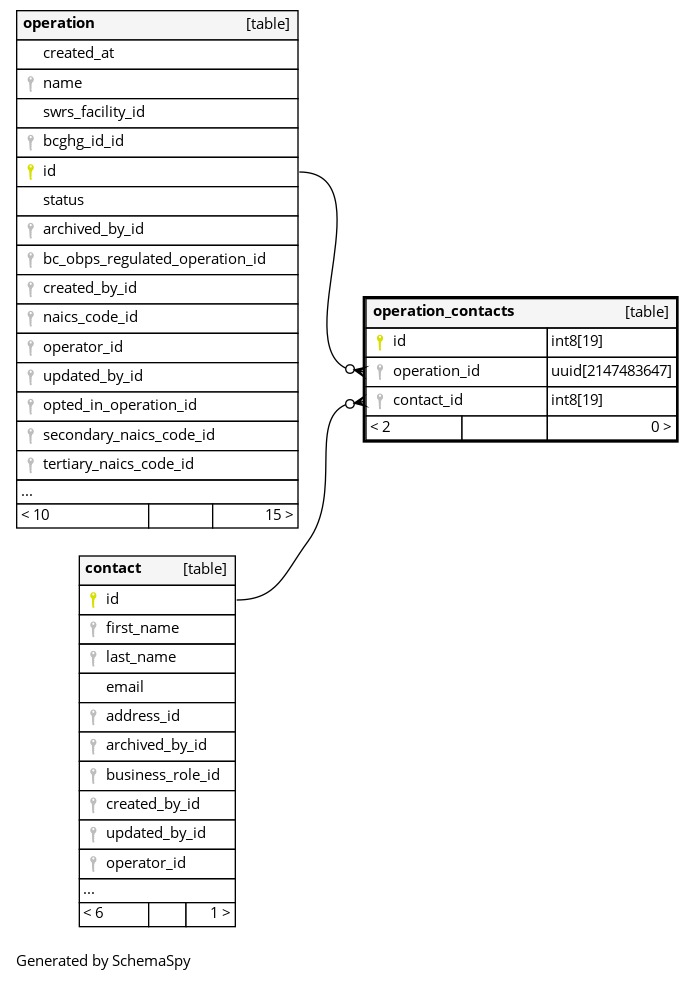 operation [table]
created_at
name
swrs_facility_id
bcghg_id_id
id
status
archived_by_id
bc_obps_regulated_operation_id
created_by_id
naics_code_id
operator_id
updated_by_id
opted_in_operation_id
secondary_naics_code_id
tertiary_naics_code_id
...
< 10 15 >
operation_contacts [table]
id int8[19]
operation_id uuid[2147483647]
contact_id int8[19]
< 2 0 >
contact [table]
id
first_name
last_name
email
address_id
archived_by_id
business_role_id
created_by_id
updated_by_id
operator_id
...
< 6 1 >
Generated by SchemaSpy